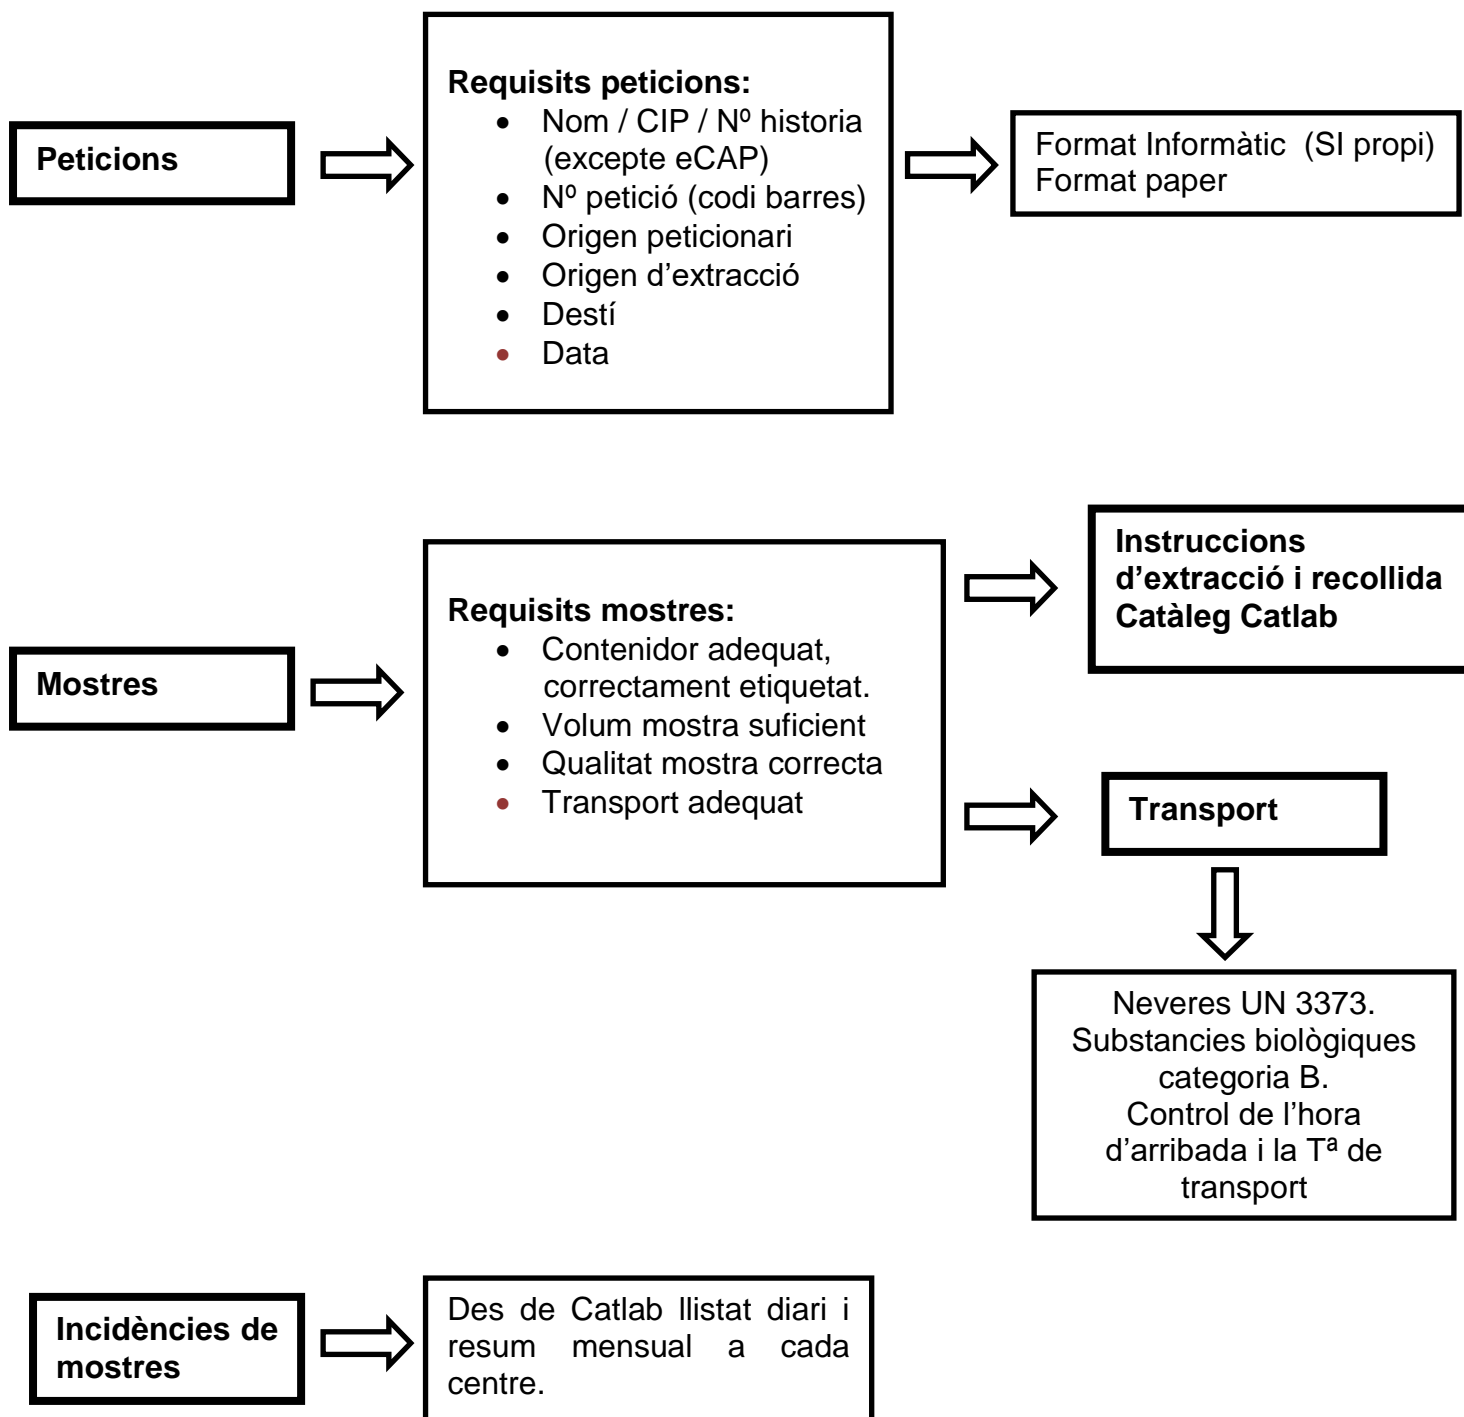 Peticions
Requisits peticions:
• Nom / CIP / Nº historia
(excepte eCAP)
• Nº petició (codi barres)
• Origen peticionari
• Origen d’extracció
• Destí
• Data
Format Informàtic (SI propi)
Format paper
Mostres
Requisits mostres:
• Contenidor adequat,
correctament etiquetat.
• Volum mostra suficient
• Qualitat mostra correcta
• Transport adequat
Instruccions
d’extracció i recollida
Catàleg Catlab
Transport
Neveres UN 3373.
Substancies biològiques
categoria B.
Control de l’hora
d’arribada i la Tª de
transport
Incidències de
mostres
Des de Catlab llistat diari i
resum mensual a cada
centre.